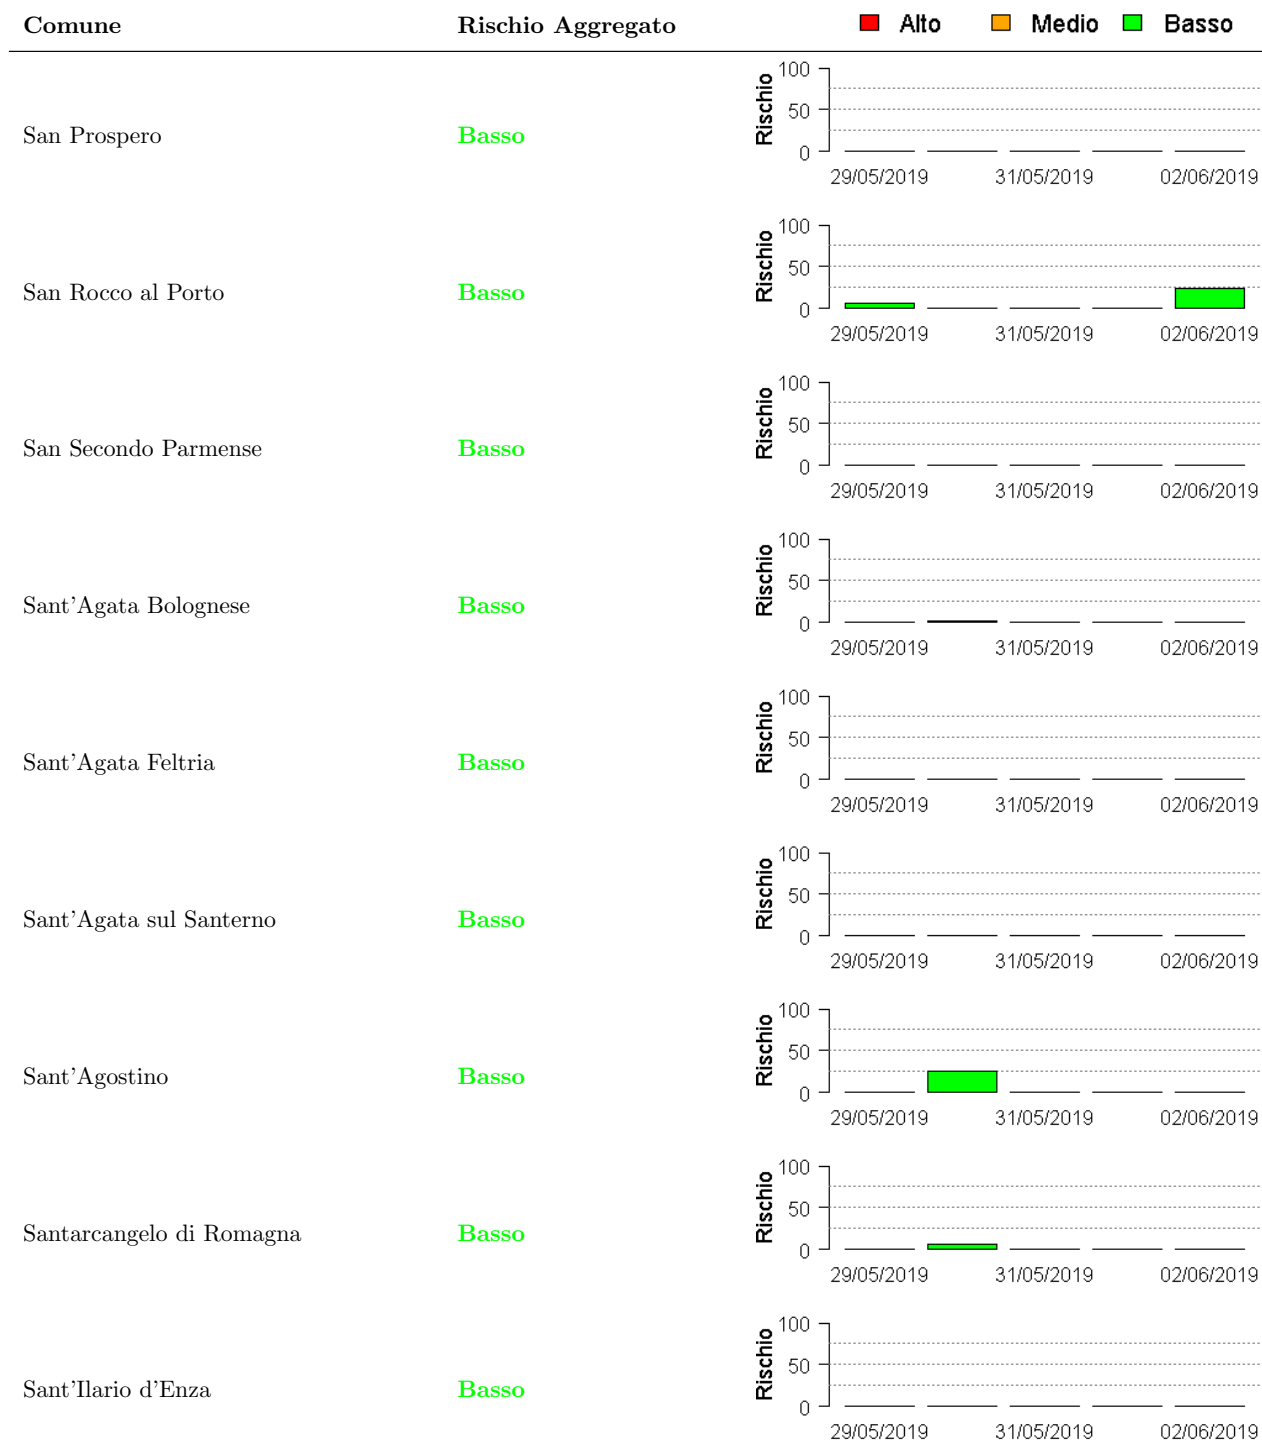 Comune Rischio Aggregato Alto Medio Basso
100
50
0
Rischio
San Prospero Basso
29/05/2019 31/05/2019 02/06/2019
100
50
0
Rischio
San Rocco al Porto Basso
29/05/2019 31/05/2019 02/06/2019
100
50
0
Rischio
San Secondo Parmense Basso
29/05/2019 31/05/2019 02/06/2019
100
50
0
Rischio
Sant'Agata Bolognese Basso
29/05/2019 31/05/2019 02/06/2019
100
50
0
Rischio
Sant'Agata Feltria Basso
29/05/2019 31/05/2019 02/06/2019
100
50
0
Rischio
Sant'Agata sul Santerno Basso
29/05/2019 31/05/2019 02/06/2019
100
50
0
Rischio
Sant'Agostino Basso
29/05/2019 31/05/2019 02/06/2019
100
50
0
Rischio
Santarcangelo di Romagna Basso
29/05/2019 31/05/2019 02/06/2019
100
50
0
Rischio
Sant'Ilario d'Enza Basso
29/05/2019 31/05/2019 02/06/2019